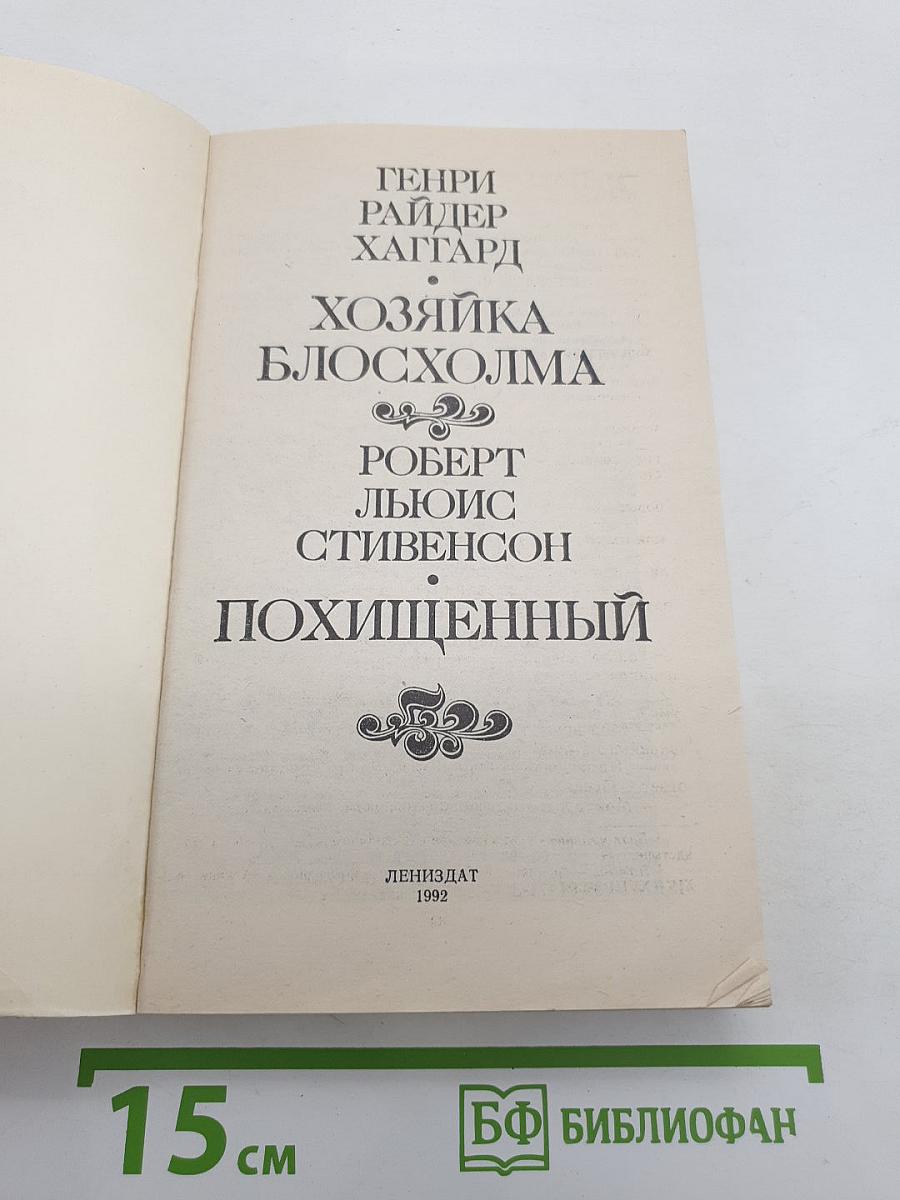 ГЕНРИ
РАЙДЕР
ХАГГАРД
•
ХОЗЯЙКА
БЛОСХОЛМА
РОБЕРТ
ЛЬЮИС
СТИВЕНСОН
•
ПОХИЩЕННЫЙ
ЛЕНИЗДАТ
1992
15 см
БФ БИБЛИОФАН